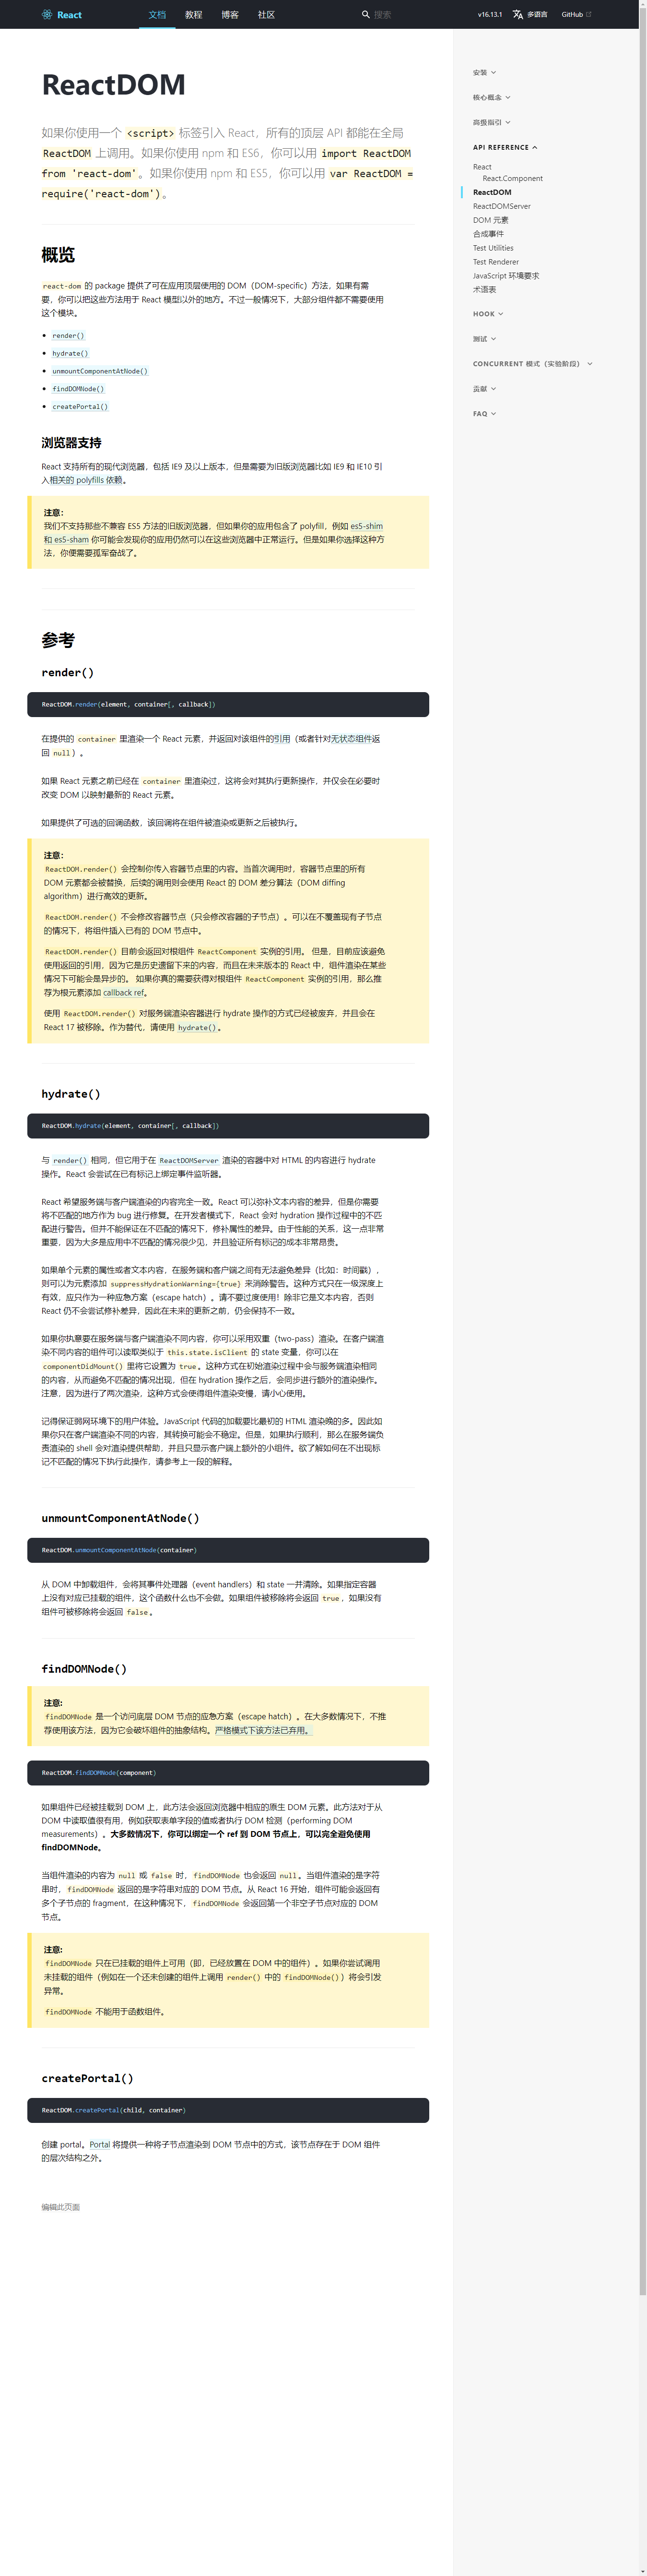 React 文档 教程 博客 社区 搜索 v16.13.1 多语言 GitHub
ReactDOM
如果你使用一个 <script> 标签引入 React，所有的顶层 API 都能在全局
ReactDOM 上调用。如果你使用 npm 和 ES6，你可以用 import ReactDOM
from 'react-dom'。如果你使用 npm 和 ES5，你可以用 var ReactDOM =
require('react-dom')。
概览
react-dom 的 package 提供了可在应用顶层使用的 DOM（DOM-specific）方法，如果有需
要，你可以把这些方法用于 React 模型以外的地方。不过一般情况下，大部分组件都不需要使用
这个模块。
render()
hydrate()
unmountComponentAtNode()
findDOMNode()
createPortal()
浏览器支持
React 支持所有的现代浏览器，包括 IE9 及以上版本，但是需要为旧版浏览器比如 IE9 和 IE10 引
入相关的 polyfills 依赖。
注意：
我们不支持那些不兼容 ES5 方法的旧版浏览器，但如果你的应用包含了 polyfill，例如 es5-shim
和 es5-sham 你可能会发现你的应用仍然可以在这些浏览器中正常运行。但是如果你选择这种方
法，你便需要孤军奋战了。
参考
render()
ReactDOM.render(element, container[, callback])
在提供的 container 里渲染一个 React 元素，并返回对该组件的引用（或者针对无状态组件返
回 null）。
如果 React 元素之前已经在 container 里渲染过，这将会对其执行更新操作，并仅会在必要时
改变 DOM 以映射最新的 React 元素。
如果提供了可选的回调函数，该回调将在组件被渲染或更新之后被执行。
注意：
ReactDOM.render() 会控制你传入容器节点里的内容。当首次调用时，容器节点里的所有
DOM 元素都会被替换，后续的调用则会使用 React 的 DOM 差分算法（DOM diffing
algorithm）进行高效的更新。
ReactDOM.render() 不会修改容器节点（只会修改容器的子节点）。可以在不覆盖现有子节点
的情况下，将组件插入已有的 DOM 节点中。
ReactDOM.render() 目前会返回对根组件 ReactComponent 实例的引用。 但是，目前应该避免
使用返回的引用，因为它是历史遗留下来的内容，而且在未来版本的 React 中，组件渲染在某些
情况下可能会是异步的。 如果你真的需要获得对根组件 ReactComponent 实例的引用，那么推
荐为根元素添加 callback ref。
使用 ReactDOM.render() 对服务端渲染容器进行 hydrate 操作的方式已经被废弃，并且会在
React 17 被移除。作为替代，请使用 hydrate()。
hydrate()
ReactDOM.hydrate(element, container[, callback])
与 render() 相同，但它用于在 ReactDOMServer 渲染的容器中对 HTML 的内容进行 hydrate
操作。React 会尝试在已有标记上绑定事件监听器。
React 希望服务端与客户端渲染的内容完全一致。React 可以弥补文本内容的差异，但是你需要
将不匹配的地方作为 bug 进行修复。在开发者模式下，React 会对 hydration 操作过程中的不匹
配进行警告。但并不能保证在不匹配的情况下，修补属性的差异。由于性能的关系，这一点非常
重要，因为大多是应用中不匹配的情况很少见，并且验证所有标记的成本非常昂贵。
如果单个元素的属性或者文本内容，在服务端和客户端之间有无法避免差异（比如：时间戳），
则可以为元素添加 suppressHydrationWarning={true} 来消除警告。这种方式只在一级深度上
有效，应只作为一种应急方案（escape hatch）。请不要过度使用！除非它是文本内容，否则
React 仍不会尝试修补差异，因此在未来的更新之前，仍会保持不一致。
如果你执意要在服务端与客户端渲染不同内容，你可以采用双重（two-pass）渲染。在客户端渲
染不同内容的组件可以读取类似于 this.state.isClient 的 state 变量，你可以在
componentDidMount() 里将它设置为 true。这种方式在初始渲染过程中会与服务端渲染相同
的内容，从而避免不匹配的情况出现，但在 hydration 操作之后，会同步进行额外的渲染操作。
注意，因为进行了两次渲染，这种方式会使得组件渲染变慢，请小心使用。
记得保证弱网环境下的用户体验。JavaScript 代码的加载要比最初的 HTML 渲染晚的多。因此如
果你只在客户端渲染不同的内容，其转换可能会不稳定。但是，如果执行顺利，那么在服务端负
责渲染的 shell 会对渲染提供帮助，并且只显示客户端上额外的小组件。欲了解如何在不出现标
记不匹配的情况下执行此操作，请参考上一段的解释。
unmountComponentAtNode()
ReactDOM.unmountComponentAtNode(container)
从 DOM 中卸载组件，会将其事件处理器（event handlers）和 state 一并清除。如果指定容器
上没有对应已挂载的组件，这个函数什么也不会做。如果组件被移除将会返回 true，如果没有
组件可被移除将会返回 false。
findDOMNode()
注意:
findDOMNode 是一个访问底层 DOM 节点的应急方案（escape hatch）。在大多数情况下，不推
荐使用该方法，因为它会破坏组件的抽象结构。严格模式下该方法已弃用。
ReactDOM.findDOMNode(component)
如果组件已经被挂载到 DOM 上，此方法会返回浏览器中相应的原生 DOM 元素。此方法对于从
DOM 中读取值很有用，例如获取表单字段的值或者执行 DOM 检测（performing DOM
measurements）。大多数情况下，你可以绑定一个 ref 到 DOM 节点上，可以完全避免使用
findDOMNode。
当组件渲染的内容为 null 或 false 时，findDOMNode 也会返回 null。当组件渲染的是字符
串时，findDOMNode 返回的是字符串对应的 DOM 节点。从 React 16 开始，组件可能会返回有
多个子节点的 fragment，在这种情况下，findDOMNode 会返回第一个非空子节点对应的 DOM
节点。
注意:
findDOMNode 只在已挂载的组件上可用（即，已经放置在 DOM 中的组件）。如果你尝试调用
未挂载的组件（例如在一个还未创建的组件上调用 render() 中的 findDOMNode()）将会引发
异常。
findDOMNode 不能用于函数组件。
createPortal()
ReactDOM.createPortal(child, container)
创建 portal。Portal 将提供一种将子节点渲染到 DOM 节点中的方式，该节点存在于 DOM 组件
的层次结构之外。
编辑此页面
安装
核心概念
高级指引
API REFERENCE
React
React.Component
ReactDOM
ReactDOMServer
DOM 元素
合成事件
Test Utilities
Test Renderer
JavaScript 环境要求
术语表
HOOK
测试
CONCURRENT 模式（实验阶段）
贡献
FAQ